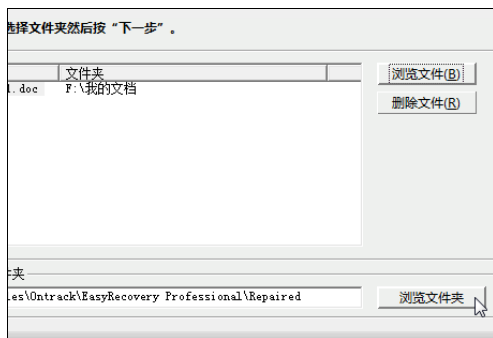 选择文件夹然后按“下一步”。
文件夹
l.doc F:\我的文档
浏览文件(B)
删除文件(R)
件夹
les\Ontrack\EasyRecovery Professional\Repaired
浏览文件夹